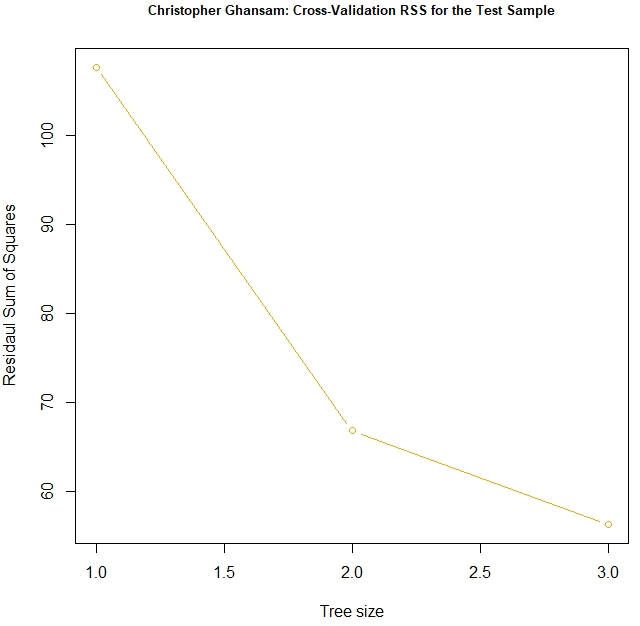 Christopher Ghansam: Cross-Validation RSS for the Test Sample
Residaul Sum of Squares
100
90
80
70
60
1.0 1.5 2.0 2.5 3.0
Tree size